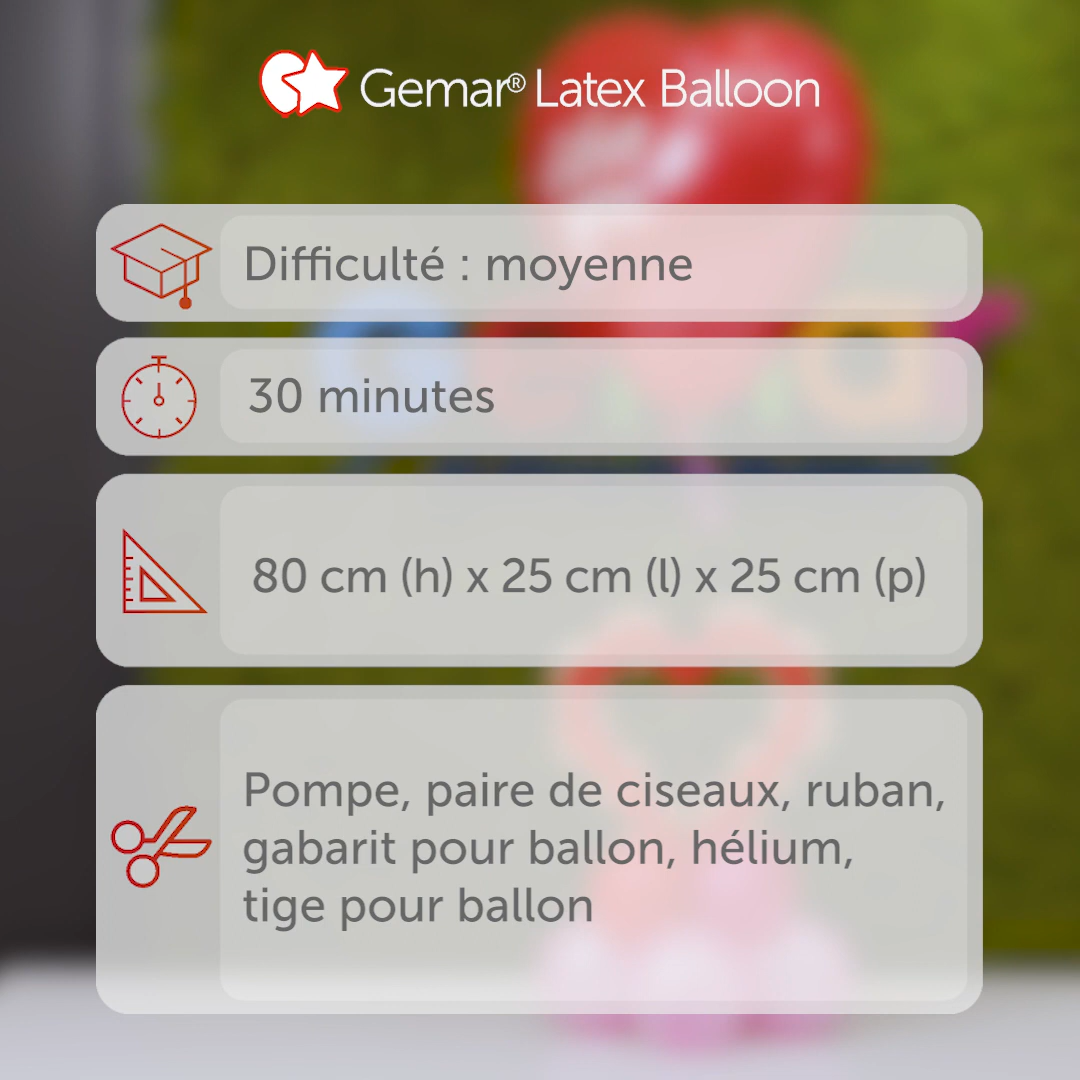 Gemar® Latex Balloon
Difficulté : moyenne
30 minutes
80 cm (h) x 25 cm (l) x 25 cm (p)
Pompe, paire de ciseaux, ruban,
gabarit pour ballon, hélium,
tige pour ballon